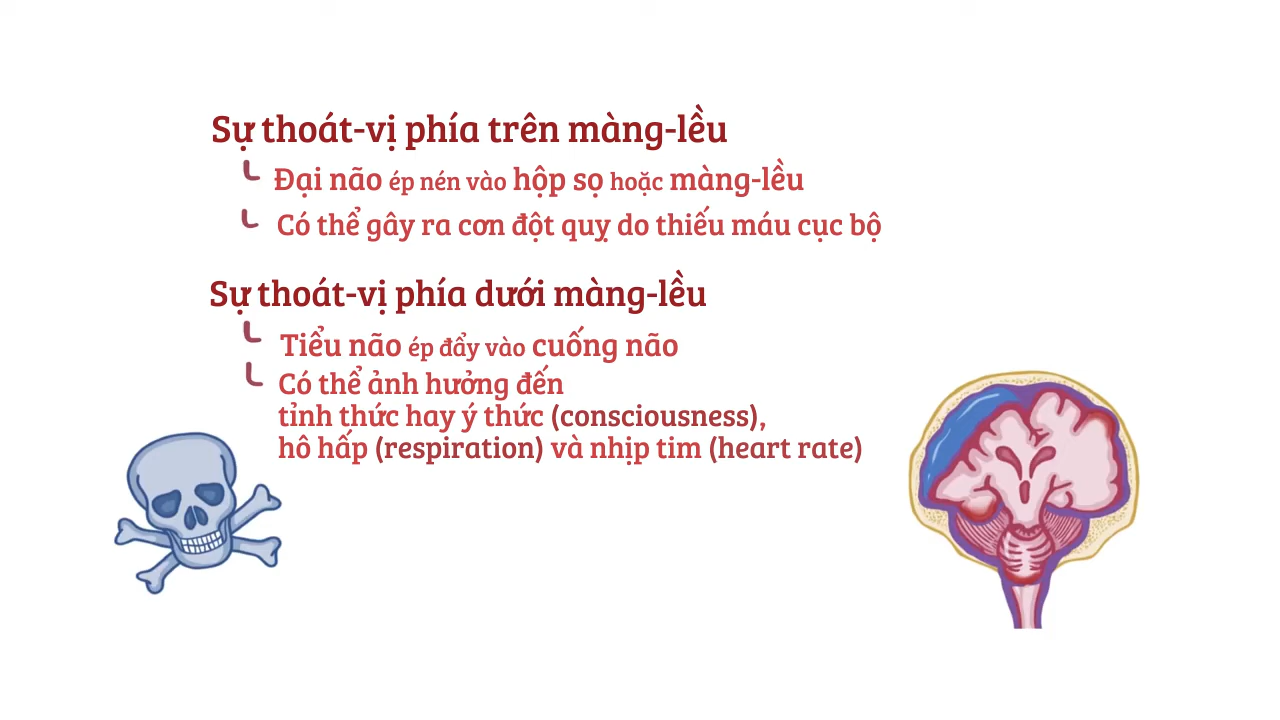 Sự thoát-vị phía trên màng-lều
Đại não ép nén vào hộp sọ hoặc màng-lều
Có thể gây ra cơn đột quỵ do thiếu máu cục bộ
Sự thoát-vị phía dưới màng-lều
Tiểu não ép đẩy vào cuống não
Có thể ảnh hưởng đến
tỉnh thức hay ý thức (consciousness),
hô hấp (respiration) và nhịp tim (heart rate)